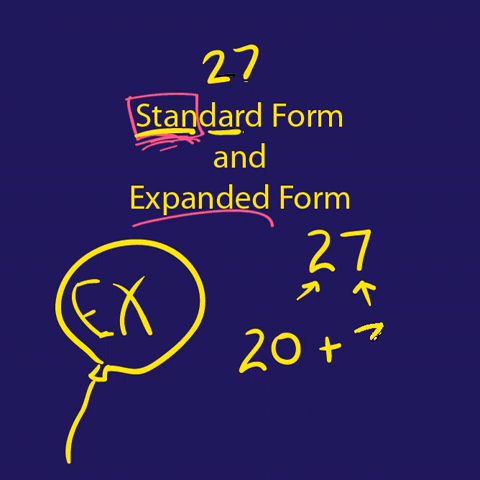 27
Standard Form
and
Expanded Form
27
EX
20 + 7